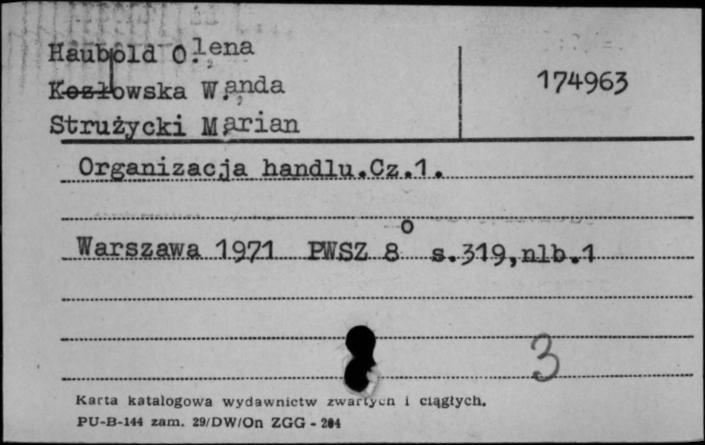 Haubold Olena
Kozłowska Wanda
Strużycki Marian
174963
Organizacja handlu.Cz.1.
Warszawa 1971 PWSZ 8° s.319,nlb.1
3
Karta katalogowa wydawnictw zwartych i ciągłych.
PU-B-144 zam. 29/DW/On ZGG - 204